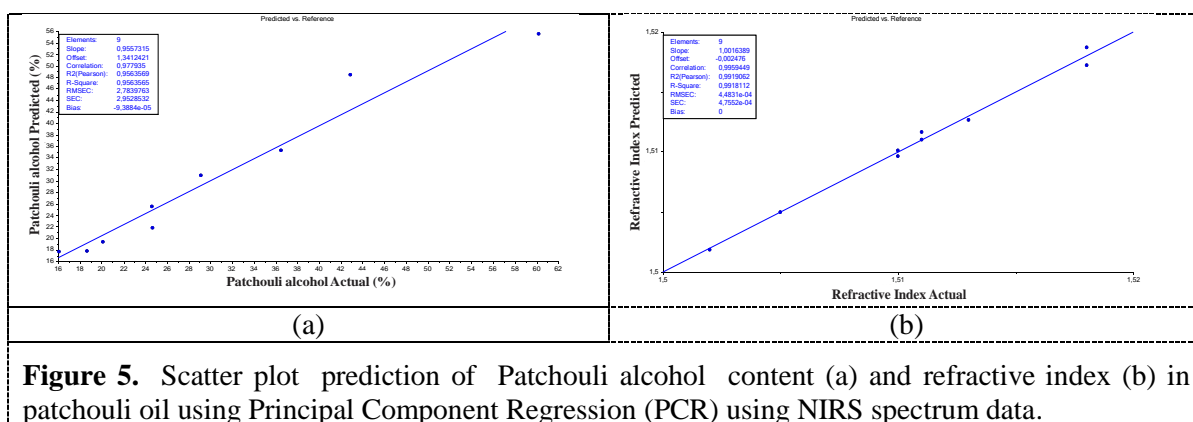 Predicted vs. Reference
Elements: 9
Slope: 0,9557315
Offset: 1,3412421
Correlation: 0,977935
R2(Pearson): 0,9563569
R-Square: 0,9563565
RMSEC: 2,7839763
SEC: 2,9528532
Bias: -9,3884e-05
Patchouli alcohol Predicted (%)
56
54
52
50
48
46
44
42
40
38
36
34
32
30
28
26
24
22
20
18
16
16 18 20 22 24 26 28 30 32 34 36 38 40 42 44 46 48 50 52 54 56 58 60 62
Patchouli alcohol Actual (%)
(a)
Predicted vs. Reference
Elements: 9
Slope: 1,0016389
Offset: -0,002476
Correlation: 0,9959449
R2(Pearson): 0,9919062
R-Square: 0,9918112
RMSEC: 4,4831e-04
SEC: 4,7552e-04
Bias: 0
Refractive Index Predicted
1,52
1,51
1,5
1,5 1,51 1,52
Refractive Index Actual
(b)
Figure 5. Scatter plot prediction of Patchouli alcohol content (a) and refractive index (b) in
patchouli oil using Principal Component Regression (PCR) using NIRS spectrum data.